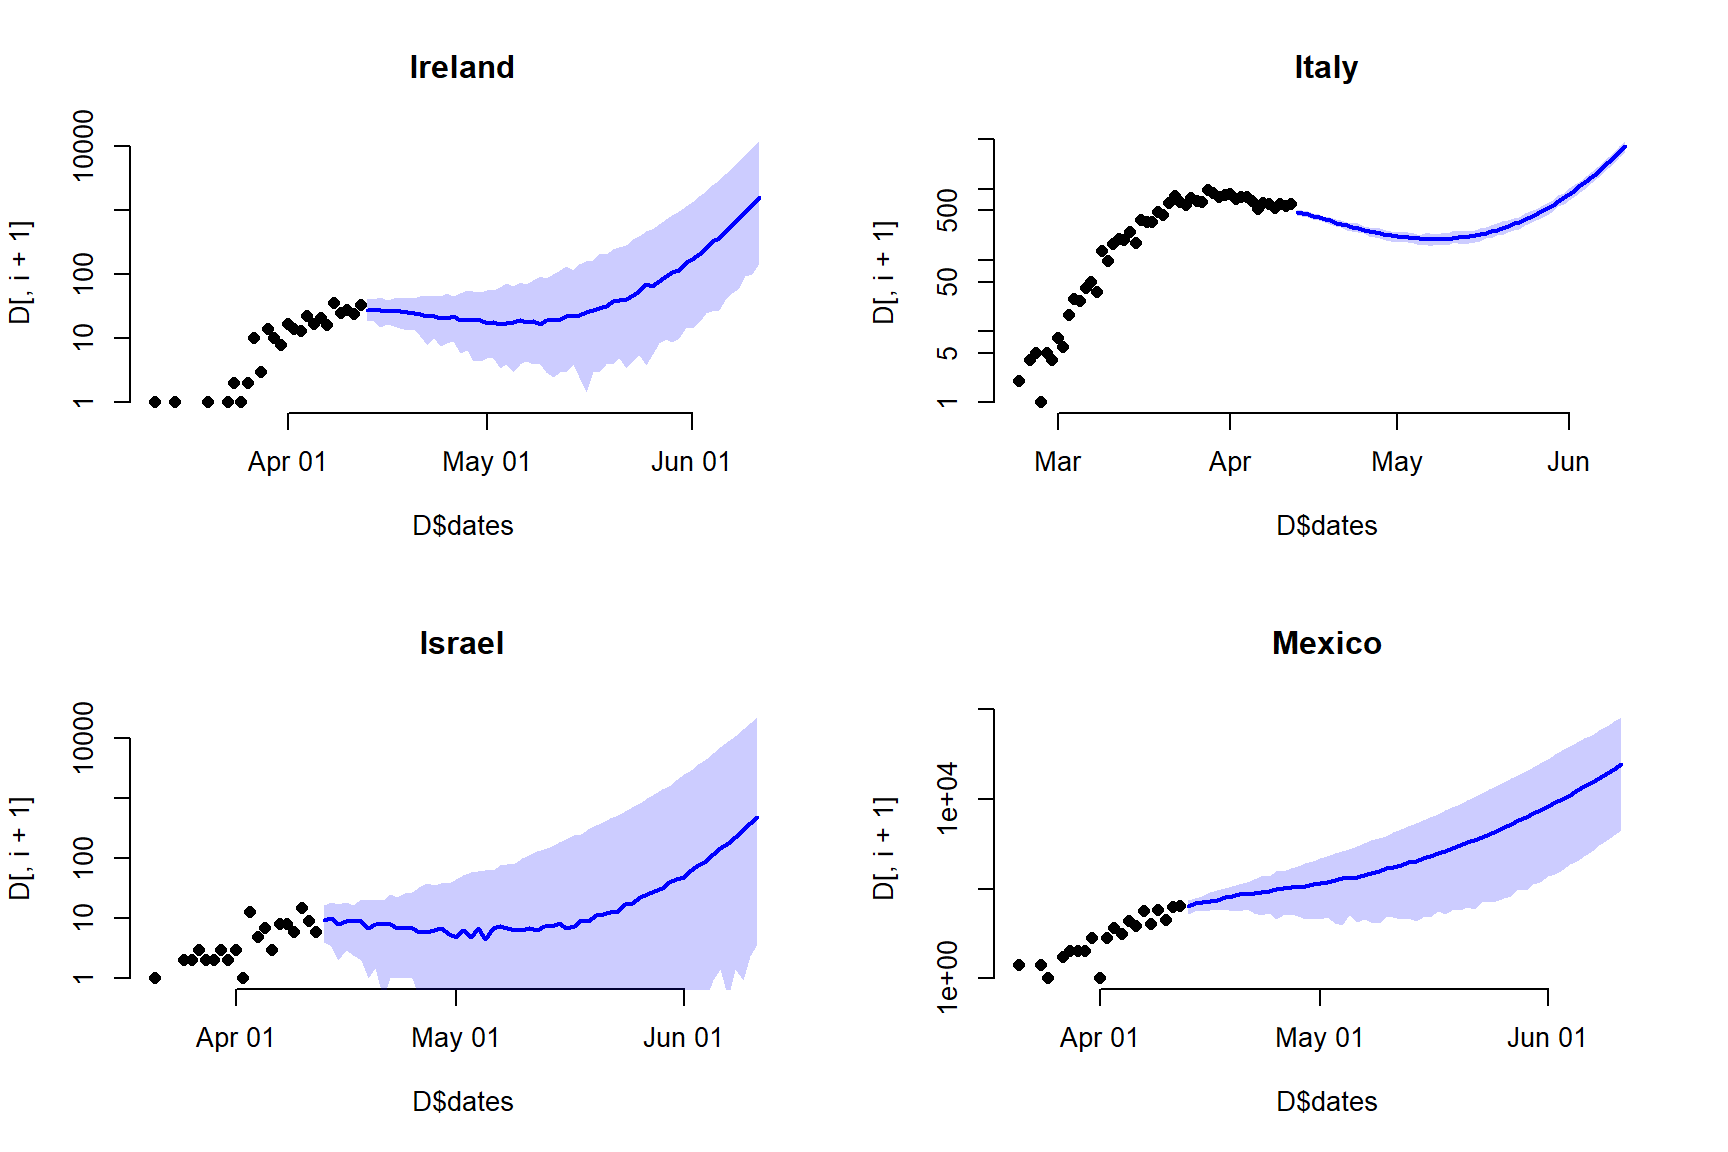 Ireland
D[, i + 1]
10000
100
10
1
Apr 01 May 01 Jun 01
D$dates
Italy
D[, i + 1]
500
50
5
1
Mar Apr May Jun
D$dates
Israel
D[, i + 1]
10000
100
10
1
Apr 01 May 01 Jun 01
D$dates
Mexico
D[, i + 1]
1e+04
1e+00
Apr 01 May 01 Jun 01
D$dates